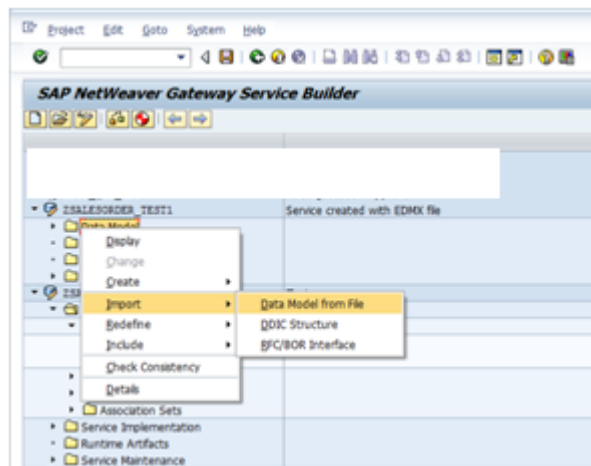 Project Edit Goto System Help
SAP NetWeaver Gateway Service Builder
ZSALESORDER_TEST1 Service created with EDMX file
Data Model
Display
Change
Create
Import Data Model from File
Redefine DDIC Structure
Include RFC/BOR Interface
Check Consistency
Details
Association Sets
Service Implementation
Runtime Artifacts
Service Maintenance